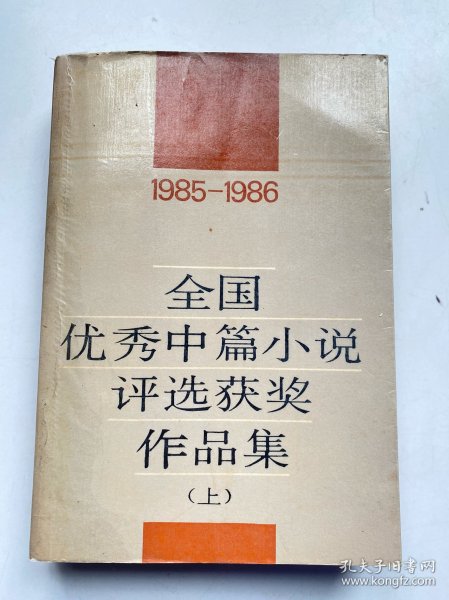 1985-1986
全国
优秀中篇小说
评选获奖
作品集
（上）
孔夫子旧书网
www.kongfz.com